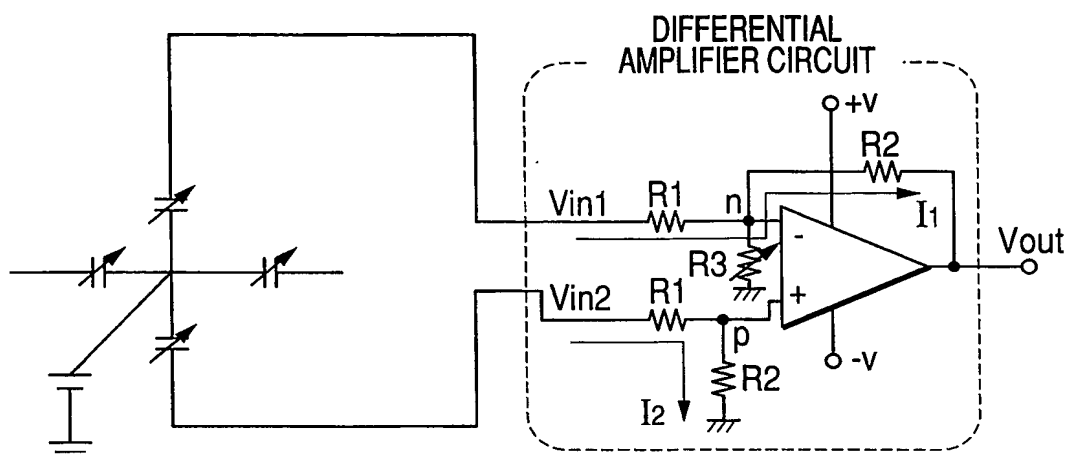 DIFFERENTIAL
AMPLIFIER CIRCUIT
+v
R2
Vin1
R1
n
I1
-
Vout
R3
Vin2
R1
+
p
-v
R2
I2